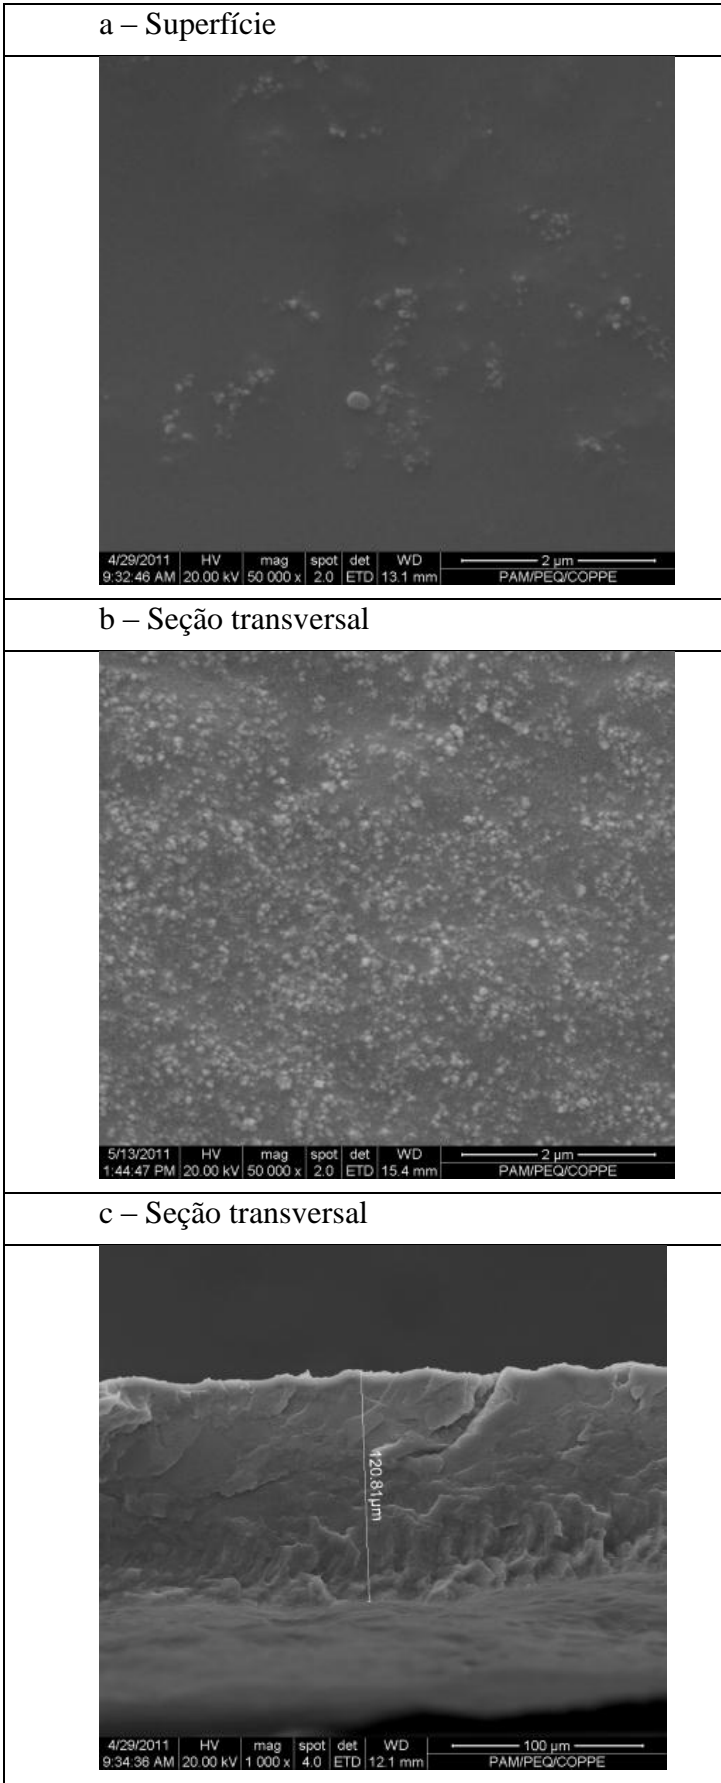 a – Superfície
4/29/2011 HV mag spot det WD 2 µm
9:32:46 AM 20.00 kV 50 000 x 2.0 ETD 13.1 mm PAM/PEQ/COPPE
b – Seção transversal
5/13/2011 HV mag spot det WD 2 µm
1:44:47 PM 20.00 kV 50 000 x 2.0 ETD 15.4 mm PAM/PEQ/COPPE
c – Seção transversal
120.81µm
4/29/2011 HV mag spot det WD 100 µm
9:34:36 AM 20.00 kV 1 000 x 4.0 ETD 12.1 mm PAM/PEQ/COPPE